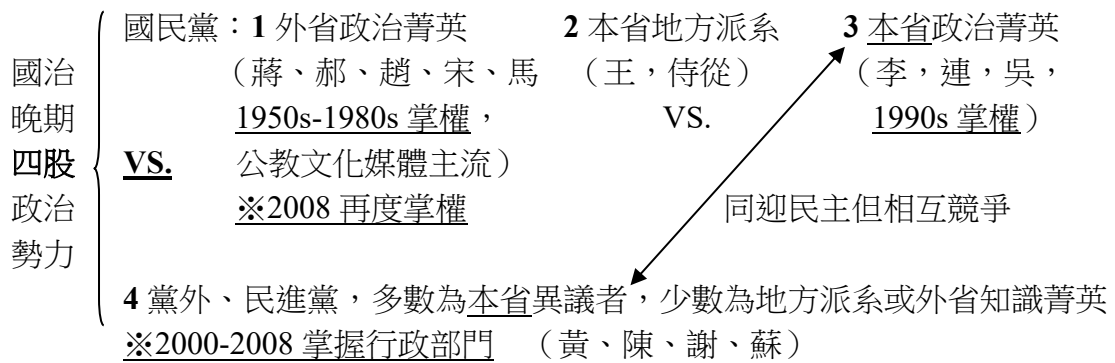 國民黨：1 外省政治菁英 2 本省地方派系 3 本省政治菁英
國治 （蔣、郝、趙、宋、馬 （王，侍從） （李，連，吳，
晚期 1950s-1980s 掌權， VS. 1990s 掌權）
四股 VS. 公教文化媒體主流）
政治 ※2008 再度掌權 同迎民主但相互競爭
勢力
4 黨外、民進黨，多數為本省異議者，少數為地方派系或外省知識菁英
※2000-2008 掌握行政部門 （黃、陳、謝、蘇）